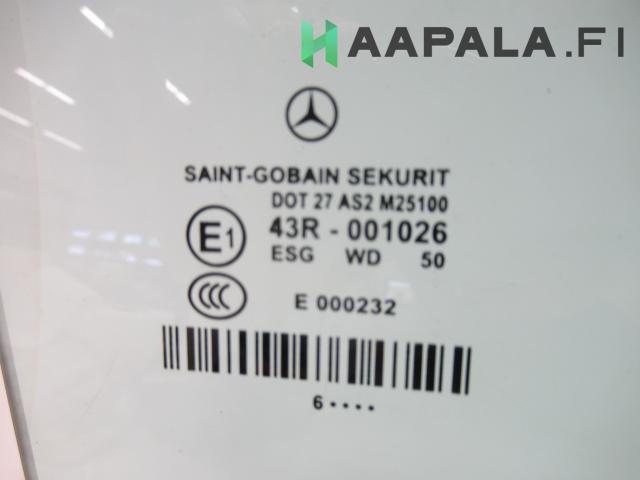 HAAPALA.FI
SAINT-GOBAIN SEKURIT
DOT 27 AS2 M25100
E1 43R - 001026
ESG WD 50
CCC E 000232
6 ....